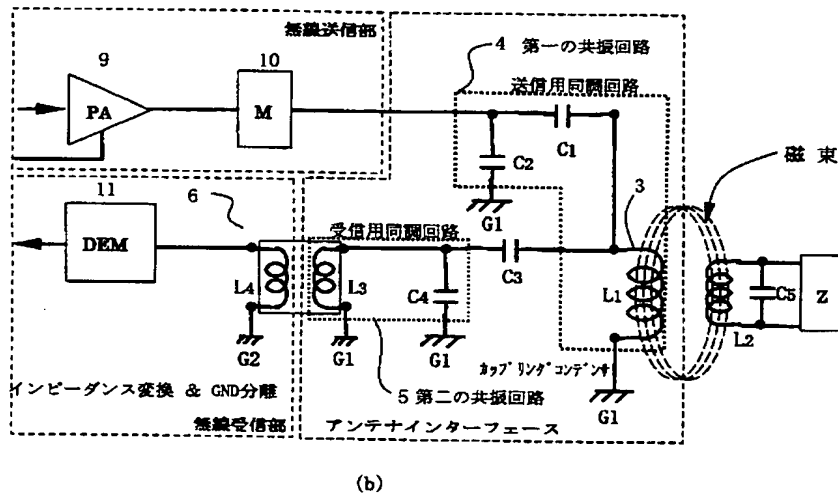 無線送信部
4 第一の共振回路
送信用同調回路
9
10
PA
M
C1
C2
G1
磁 束
3
11
6
受信用同調回路
DEM
L4
L3
C4
C3
L1
C5
Z
L2
G2
G1
G1
G1
カップリングコンデンサ
インピーダンス変換 & GND分離
5 第二の共振回路
無線受信部
アンテナインターフェース
(b)